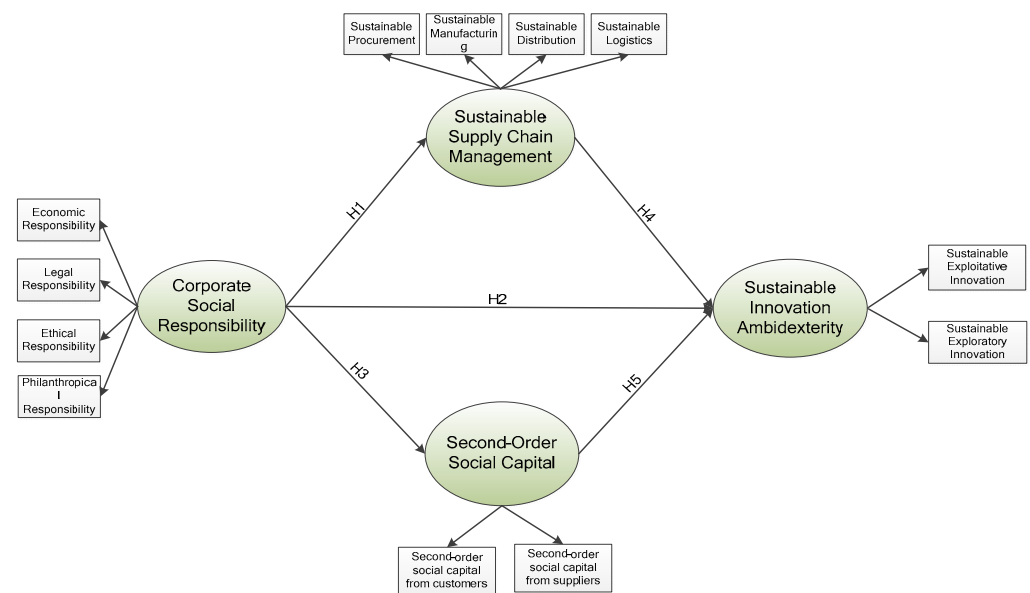 Sustainable
Procurement
Sustainable
Manufacturin
g
Sustainable
Distribution
Sustainable
Logistics
Sustainable
Supply Chain
Management
H1
H4
Economic
Responsibility
Legal
Responsibility
Ethical
Responsibility
Philanthropica
l
Responsibility
Corporate
Social
Responsibility
H2
Sustainable
Innovation
Ambidexterity
Sustainable
Exploitative
Innovation
Sustainable
Exploratory
Innovation
H3
H5
Second-Order
Social Capital
Second-order
social capital
from customers
Second-order
social capital
from suppliers